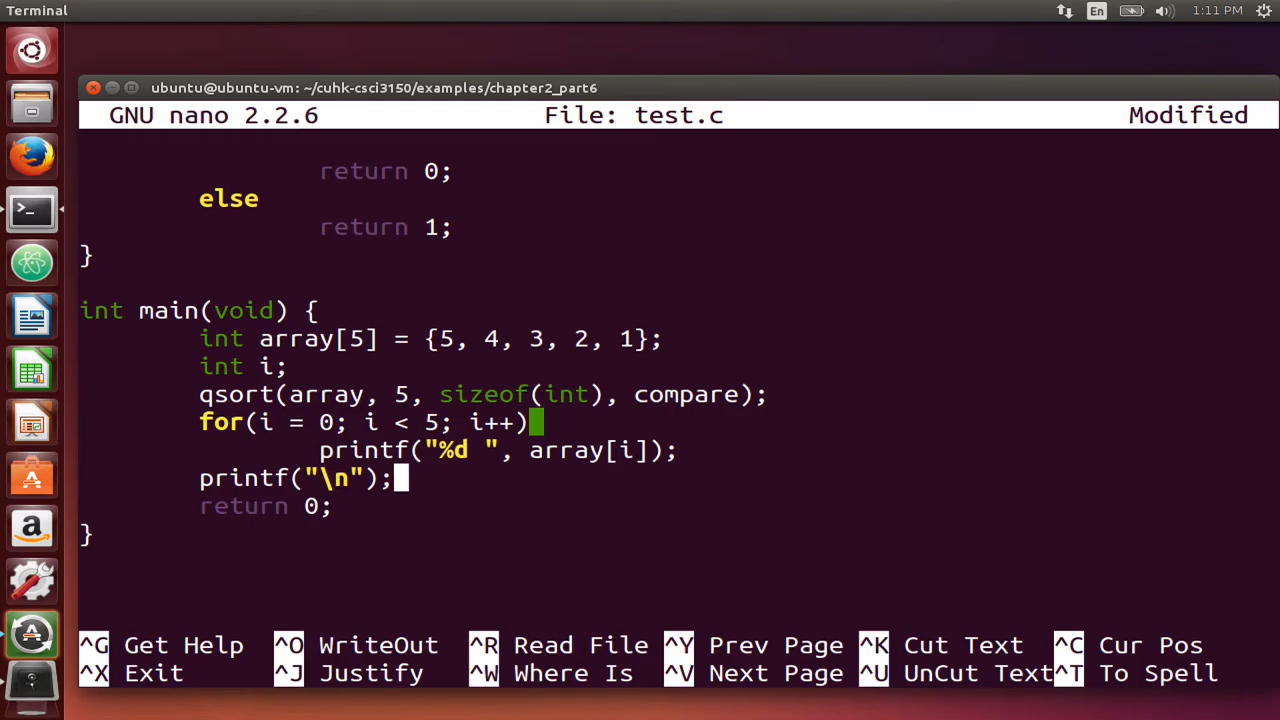 Terminal
En
1:11 PM
ubuntu@ubuntu-vm: ~/cuhk-csci3150/examples/chapter2_part6
GNU nano 2.2.6 File: test.c Modified
return 0;
else
return 1;
}
int main(void) {
int array[5] = {5, 4, 3, 2, 1};
int i;
qsort(array, 5, sizeof(int), compare);
for(i = 0; i < 5; i++)
printf("%d ", array[i]);
printf("\n");
return 0;
}
^G Get Help ^O WriteOut ^R Read File ^Y Prev Page ^K Cut Text ^C Cur Pos
^X Exit ^J Justify ^W Where Is ^V Next Page ^U UnCut Text ^T To Spell